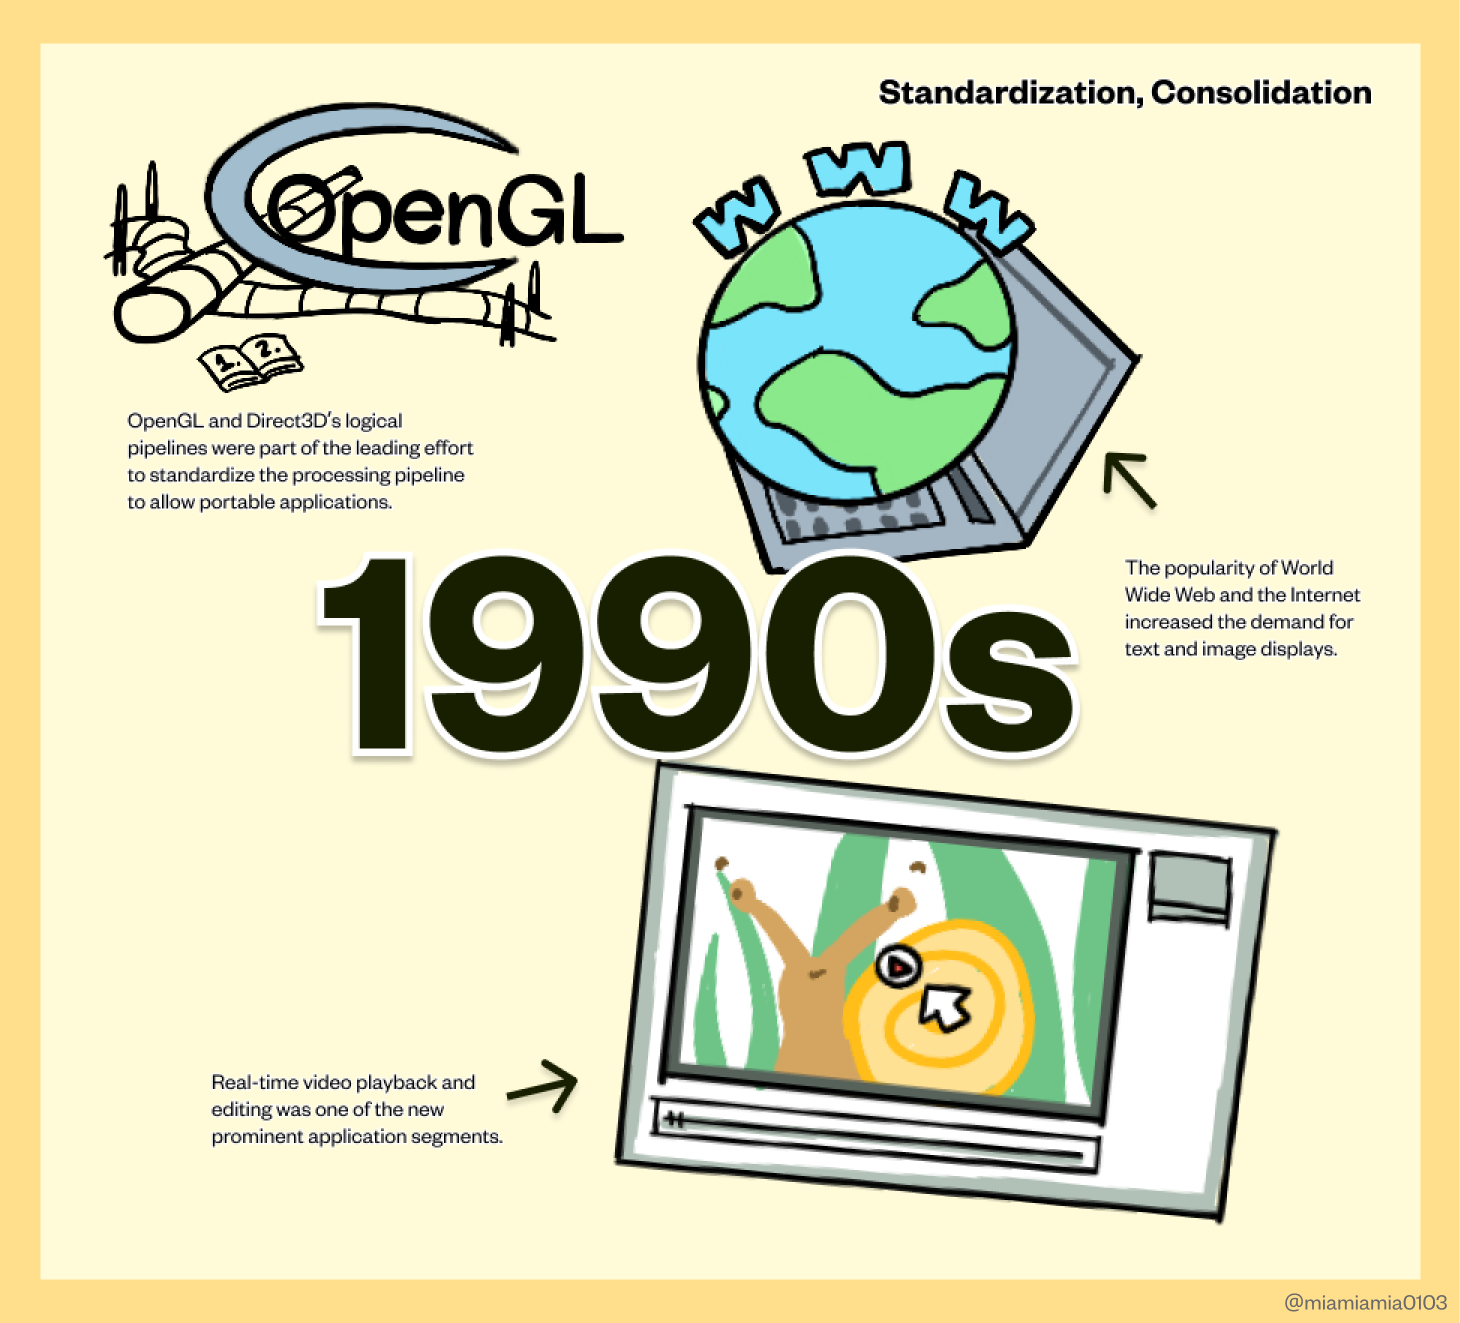 Standardization, Consolidation
OpenGL
W W W
1. 2.
OpenGL and Direct3D's logical
pipelines were part of the leading effort
to standardize the processing pipeline
to allow portable applications.
The popularity of World
Wide Web and the Internet
increased the demand for
text and image displays.
1990s
Real-time video playback and
editing was one of the new
prominent application segments.
@miamiamia0103